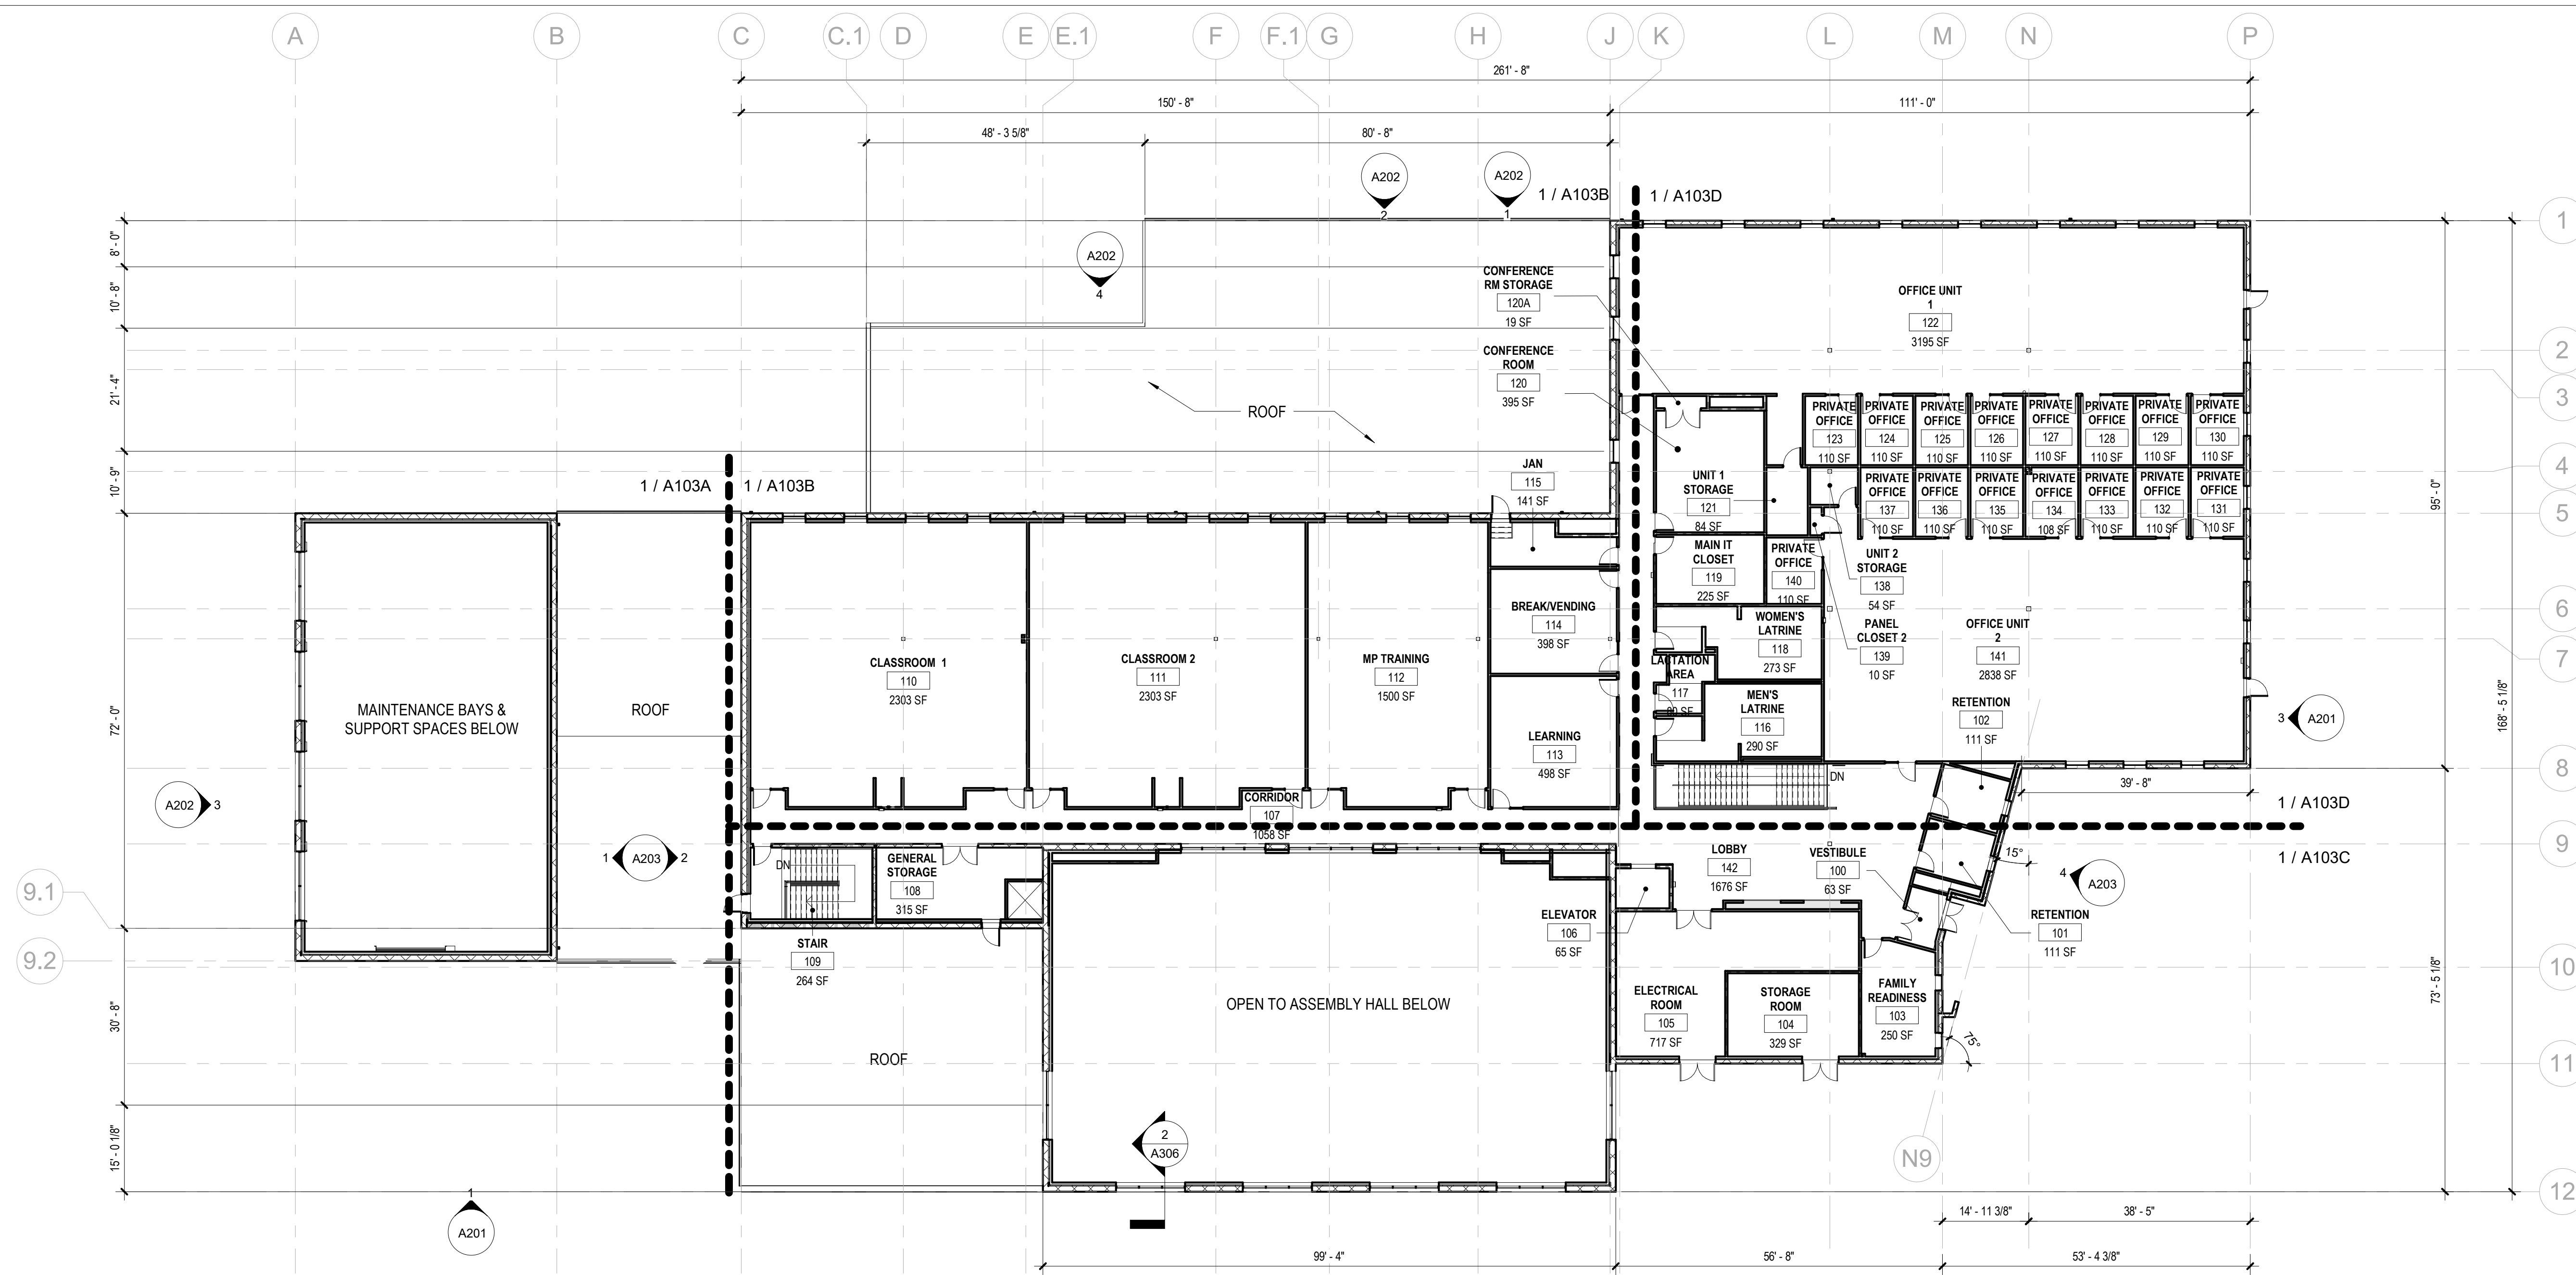 A
B
C
C.1
D
E
E.1
F
F.1
G
H
J
K
L
M
N
P
261' - 8"
150' - 8"
111' - 0"
48' - 3 5/8"
80' - 8"
A202
2
A202
1
1 / A103B
1 / A103D
A202
4
8' - 0"
10' - 8"
21' - 4"
10' - 9"
72' - 0"
30' - 8"
15' - 0 1/8"
1
2
3
4
5
6
7
8
9
10
11
12
9.1
9.2
95' - 0"
168' - 5 1/8"
73' - 5 1/8"
CONFERENCE
RM STORAGE
120A
19 SF
CONFERENCE
ROOM
120
395 SF
OFFICE UNIT
1
122
3195 SF
ROOF
JAN
115
141 SF
1 / A103A
1 / A103B
UNIT 1
STORAGE
121
84 SF
PRIVATE
OFFICE
123
110 SF
PRIVATE
OFFICE
124
110 SF
PRIVATE
OFFICE
125
110 SF
PRIVATE
OFFICE
126
110 SF
PRIVATE
OFFICE
127
110 SF
PRIVATE
OFFICE
128
110 SF
PRIVATE
OFFICE
129
110 SF
PRIVATE
OFFICE
130
110 SF
PRIVATE
OFFICE
137
110 SF
PRIVATE
OFFICE
136
110 SF
PRIVATE
OFFICE
135
110 SF
PRIVATE
OFFICE
134
108 SF
PRIVATE
OFFICE
133
110 SF
PRIVATE
OFFICE
132
110 SF
PRIVATE
OFFICE
131
110 SF
MAIN IT
CLOSET
119
225 SF
PRIVATE
OFFICE
140
110 SF
UNIT 2
STORAGE
138
54 SF
PANEL
CLOSET 2
139
10 SF
OFFICE UNIT
2
141
2838 SF
WOMEN'S
LATRINE
118
273 SF
LACTATION
AREA
117
MEN'S
LATRINE
116
290 SF
RETENTION
102
111 SF
3
A201
DN
39' - 8"
1 / A103D
1 / A103C
MAINTENANCE BAYS &
SUPPORT SPACES BELOW
ROOF
CLASSROOM 1
110
2303 SF
CLASSROOM 2
111
2303 SF
MP TRAINING
112
1500 SF
BREAK/VENDING
114
398 SF
LEARNING
113
498 SF
A202
3
1
A203
2
CORRIDOR
107
1058 SF
DN
GENERAL
STORAGE
108
315 SF
STAIR
109
264 SF
LOBBY
142
1676 SF
VESTIBULE
100
63 SF
15°
4
A203
ELEVATOR
106
65 SF
RETENTION
101
111 SF
OPEN TO ASSEMBLY HALL BELOW
ROOF
ELECTRICAL
ROOM
105
717 SF
STORAGE
ROOM
104
329 SF
FAMILY
READINESS
103
250 SF
75°
2
A306
N9
1
A201
14' - 11 3/8"
38' - 5"
99' - 4"
56' - 8"
53' - 4 3/8"